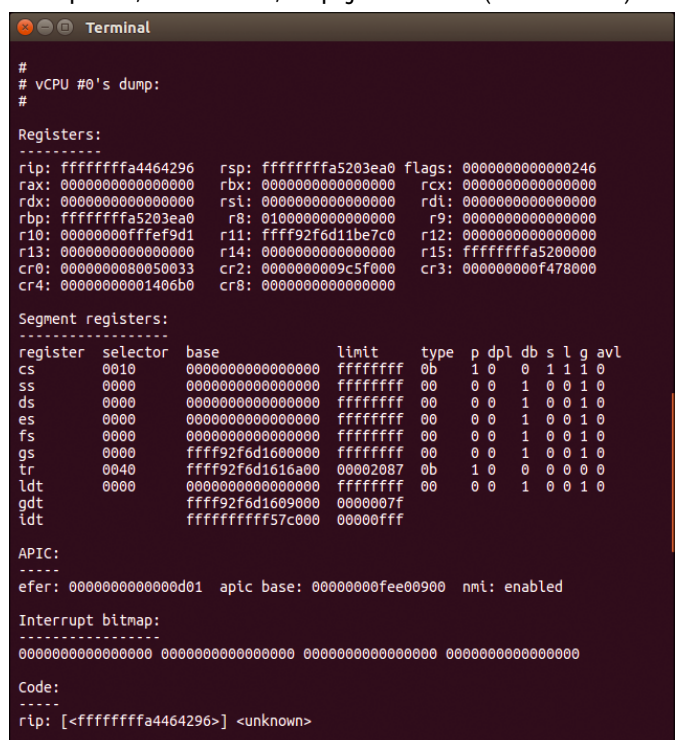 Terminal
#
# vCPU #0's dump:
#
Registers:
----------
rip: ffffffffa4464296 rsp: ffffffffa5203ea0 flags: 0000000000000246
rax: 0000000000000000 rbx: 0000000000000000 rcx: 0000000000000000
rdx: 0000000000000000 rsi: 0000000000000000 rdi: 0000000000000000
rbp: ffffffffa5203ea0 r8: 0100000000000000 r9: 0000000000000000
r10: 00000000fffef9d1 r11: ffff92f6d11be7c0 r12: 0000000000000000
r13: 0000000000000000 r14: 0000000000000000 r15: ffffffffa5200000
cr0: 0000000080050033 cr2: 0000000009c5f000 cr3: 000000000f478000
cr4: 00000000001406b0 cr8: 0000000000000000
Segment registers:
------------------
register selector base limit type p dpl db s l g avl
cs 0010 0000000000000000 ffffffff 0b 1 0 0 1 1 1 0
ss 0000 0000000000000000 ffffffff 00 0 0 1 0 0 1 0
ds 0000 0000000000000000 ffffffff 00 0 0 1 0 0 1 0
es 0000 0000000000000000 ffffffff 00 0 0 1 0 0 1 0
fs 0000 0000000000000000 ffffffff 00 0 0 1 0 0 1 0
gs 0000 ffff92f6d1600000 ffffffff 00 0 0 1 0 0 1 0
tr 0040 ffff92f6d1616a00 00002087 0b 1 0 0 0 0 0 0
ldt 0000 0000000000000000 ffffffff 00 0 0 1 0 0 1 0
gdt ffff92f6d1609000 0000007f
idt ffffffffff57c000 00000fff
APIC:
-----
efer: 0000000000000d01 apic base: 00000000fee00900 nmi: enabled
Interrupt bitmap:
-----------------
0000000000000000 0000000000000000 0000000000000000 0000000000000000
Code:
-----
rip: [<ffffffffa4464296>] <unknown>